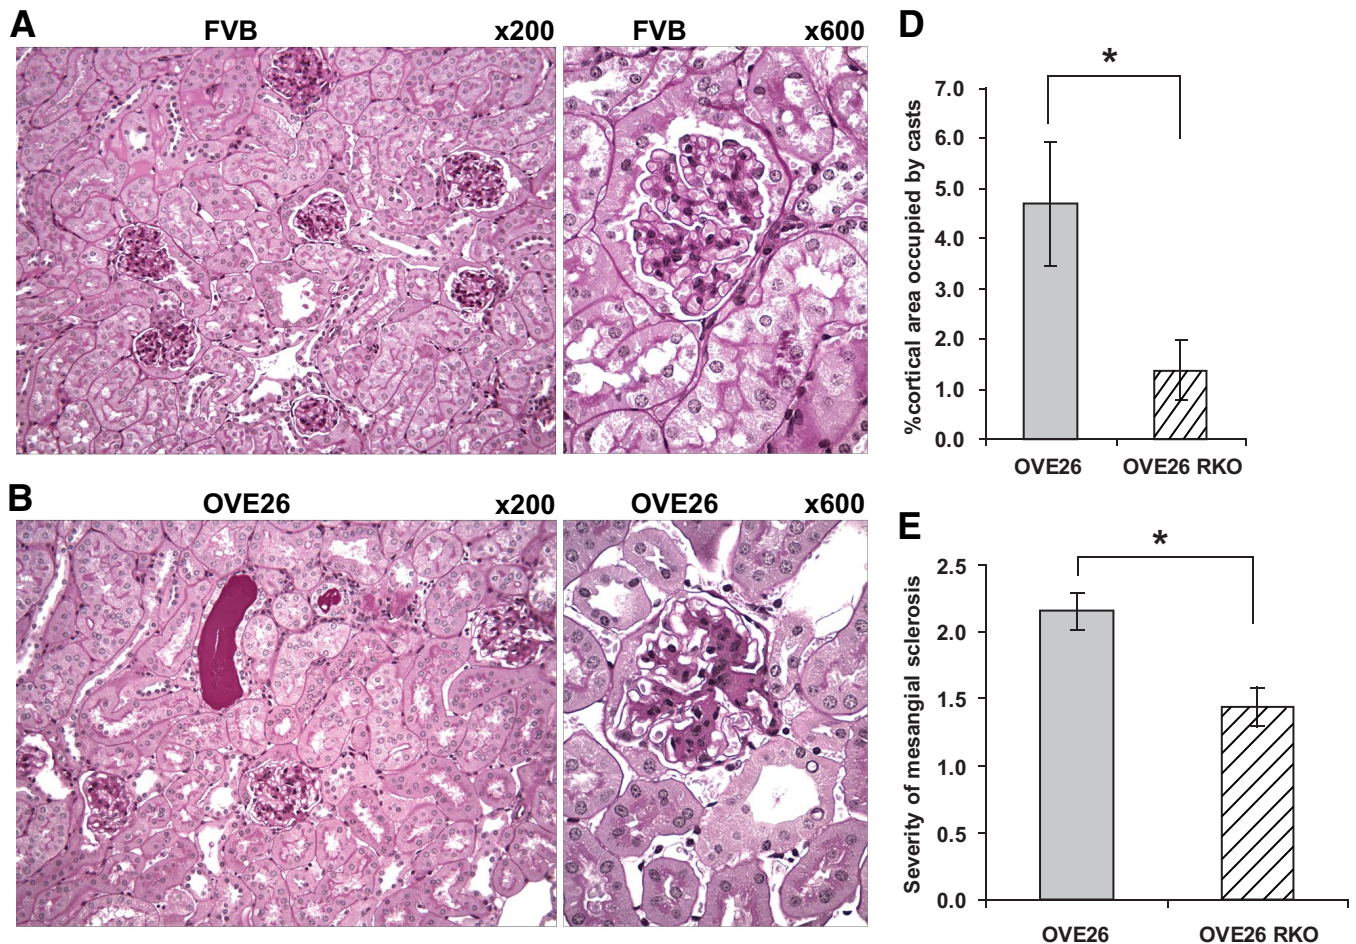 A
FVB x200
FVB x600
B
OVE26 x200
OVE26 x600
D
*
%cortical area occupied by casts
7.0
6.0
5.0
4.0
3.0
2.0
1.0
0.0
OVE26 OVE26 RKO
E
*
Severity of mesangial sclerosis
2.5
2.0
1.5
1.0
0.5
0.0
OVE26 OVE26 RKO